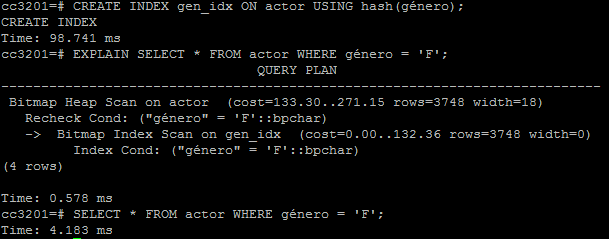 cc3201=# CREATE INDEX gen_idx ON actor USING hash(género);
CREATE INDEX
Time: 98.741 ms
cc3201=# EXPLAIN SELECT * FROM actor WHERE género = 'F';
QUERY PLAN
--------------------------------------------------------------------------------
Bitmap Heap Scan on actor  (cost=133.30..271.15 rows=3748 width=18)
  Recheck Cond: ("género" = 'F'::bpchar)
  ->  Bitmap Index Scan on gen_idx  (cost=0.00..132.36 rows=3748 width=0)
        Index Cond: ("género" = 'F'::bpchar)
(4 rows)
Time: 0.578 ms
cc3201=# SELECT * FROM actor WHERE género = 'F';
Time: 4.183 ms